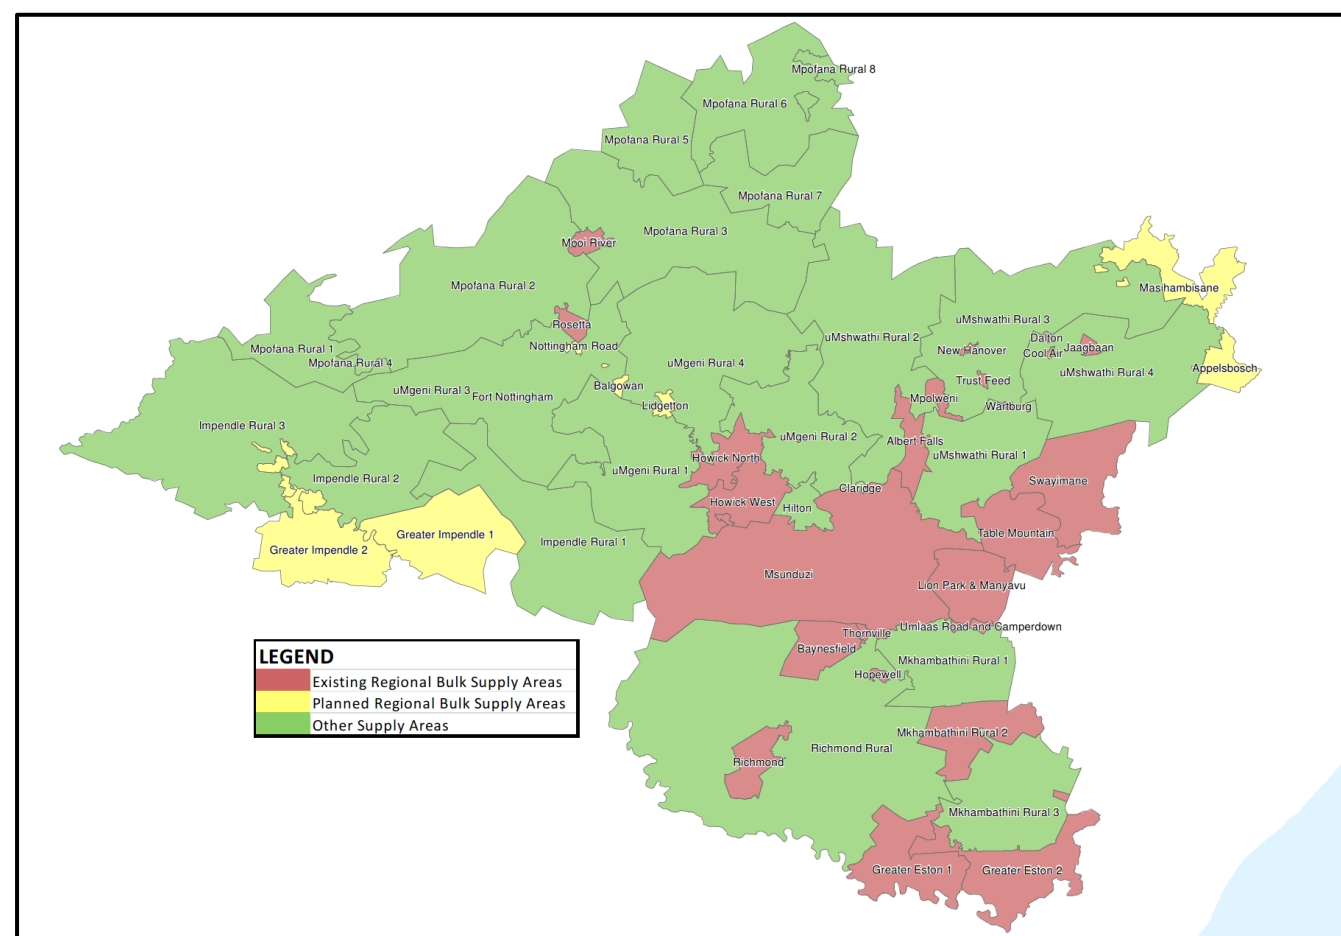 Mpofana Rural 8
Mpofana Rural 6
Mpofana Rural 5
Mpofana Rural 7
Mpofana Rural 3
Mooi River
Mpofana Rural 2
Masihambisane
Rosetta
uMshwathi Rural 3
uMshwathi Rural 2
Dalton
Nottingham Road
Mpofana Rural 1
New Hanover
Cool Air
Jaagbaan
Mpofana Rural 4
uMgeni Rural 4
Appelsbosch
uMshwathi Rural 4
Trust Feed
Balgowan
uMgeni Rural 3
Fort Nottingham
Mpolweni
Lidgetton
Wartburg
Impendle Rural 3
uMgeni Rural 2
Albert Falls
uMshwathi Rural 1
Howick North
uMgeni Rural 1
Impendle Rural 2
Swayimane
Claridge
Howick West
Hilton
Greater Impendle 1
Table Mountain
Impendle Rural 1
Greater Impendle 2
Msunduzi
Lion Park & Manyavu
Umlaas Road and Camperdown
Thornville
Baynesfield
Mkhambathini Rural 1
Hopewell
LEGEND
Existing Regional Bulk Supply Areas
Planned Regional Bulk Supply Areas
Other Supply Areas
Mkhambathini Rural 2
Richmond Rural
Richmond
Mkhambathini Rural 3
Greater Eston 1
Greater Eston 2